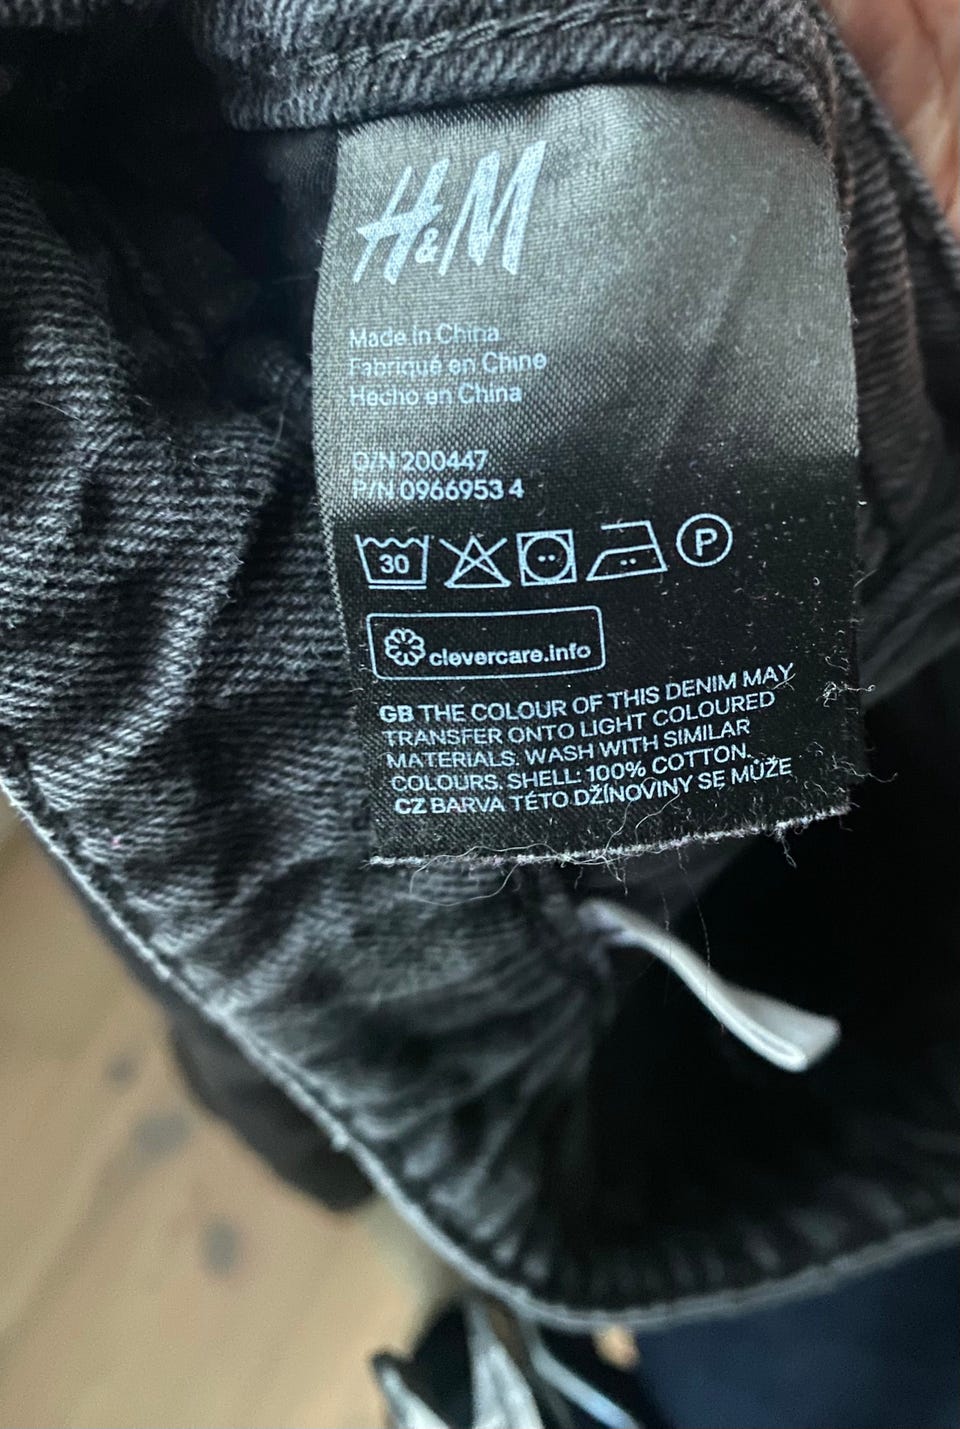 H&M
Made in China
Fabriqué en Chine
Hecho en China
O/N 200447
P/N 0966953 4
30
P
clevercare.info
GB THE COLOUR OF THIS DENIM MAY
TRANSFER ONTO LIGHT COLOURED
MATERIALS. WASH WITH SIMILAR
COLOURS. SHELL: 100% COTTON.
CZ BARVA TÉTO DŽÍNOVINY SE MŮŽE